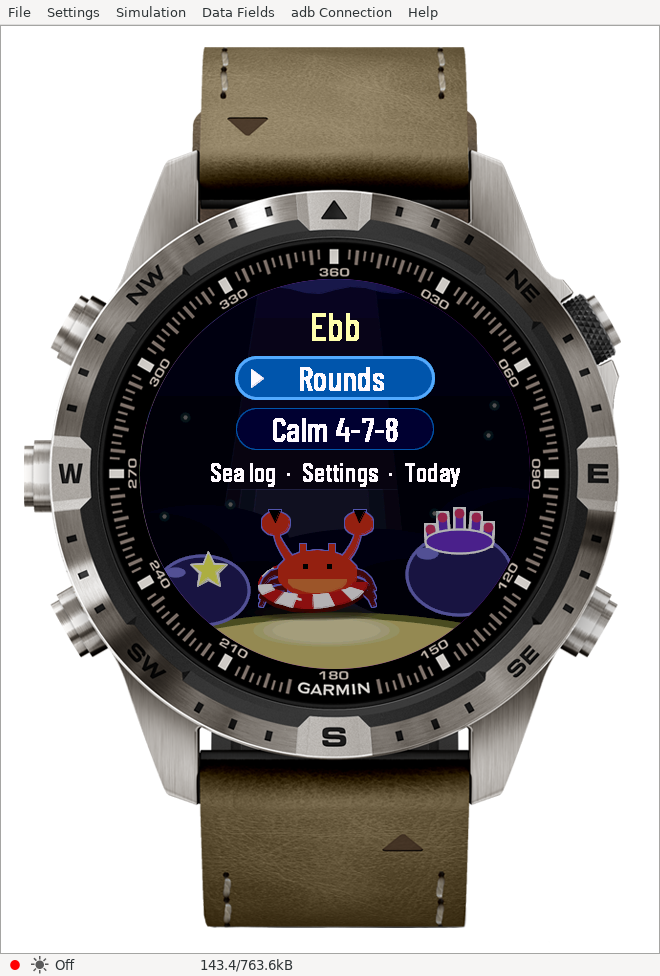 File Settings Simulation Data Fields adb Connection Help
360
330 030
NW NE
300 060
Ebb
Rounds
Calm 4-7-8
W 270 090 E
Sea log · Settings · Today
240 120
210 150
SW SE
180
GARMIN
S
Off 143.4/763.6kB